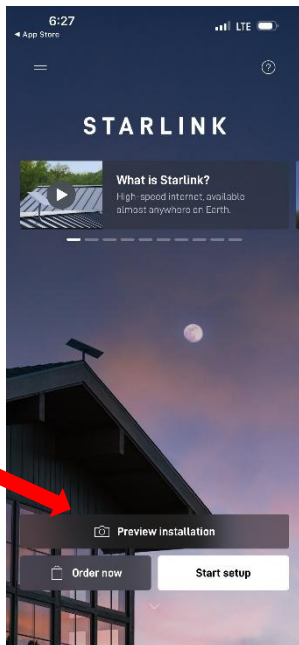 6:27
LTE
◄ App Store
STARLINK
What is Starlink?
High-speed internet, available
almost anywhere on Earth.
Preview installation
Order now
Start setup